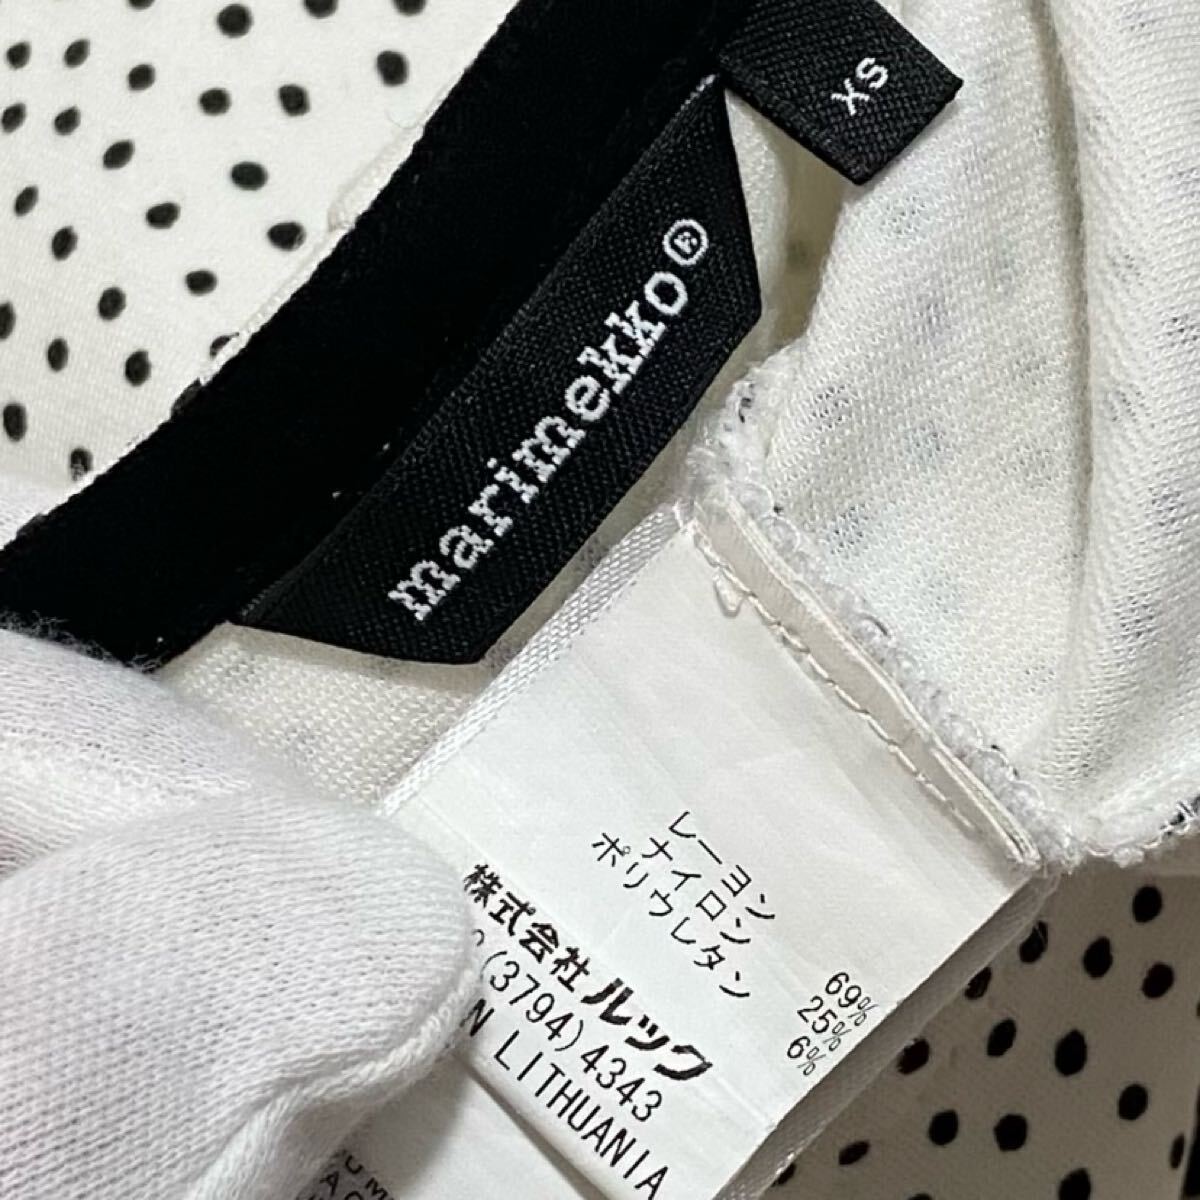 XS
marimekko®
レーヨン 69%
ナイロン 25%
ポリウレタン 6%
株式会社ルック
(3794)4343
LITHUANIA